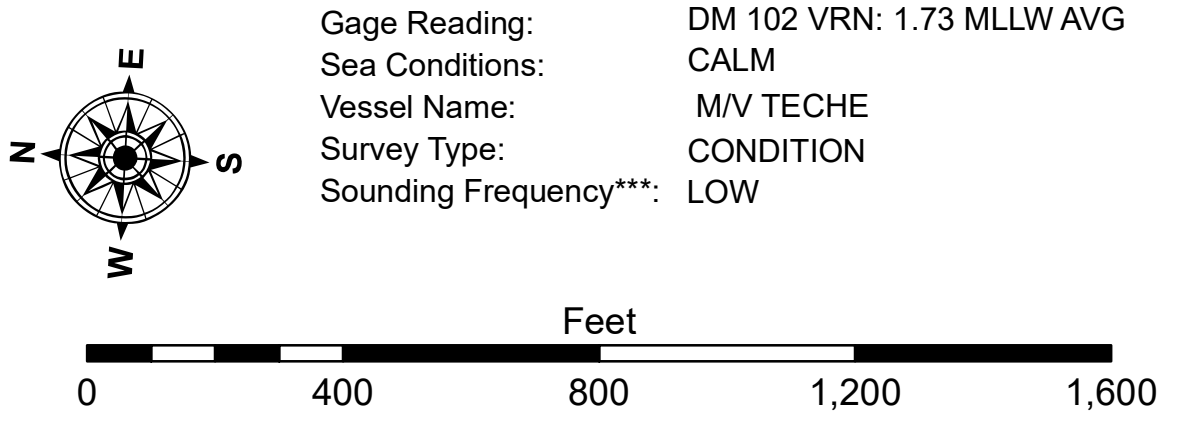 Gage Reading: DM 102 VRN: 1.73 MLLW AVG
Sea Conditions: CALM
Vessel Name: M/V TECHE
Survey Type: CONDITION
Sounding Frequency***: LOW
E
N
S
W
Feet
0 400 800 1,200 1,600